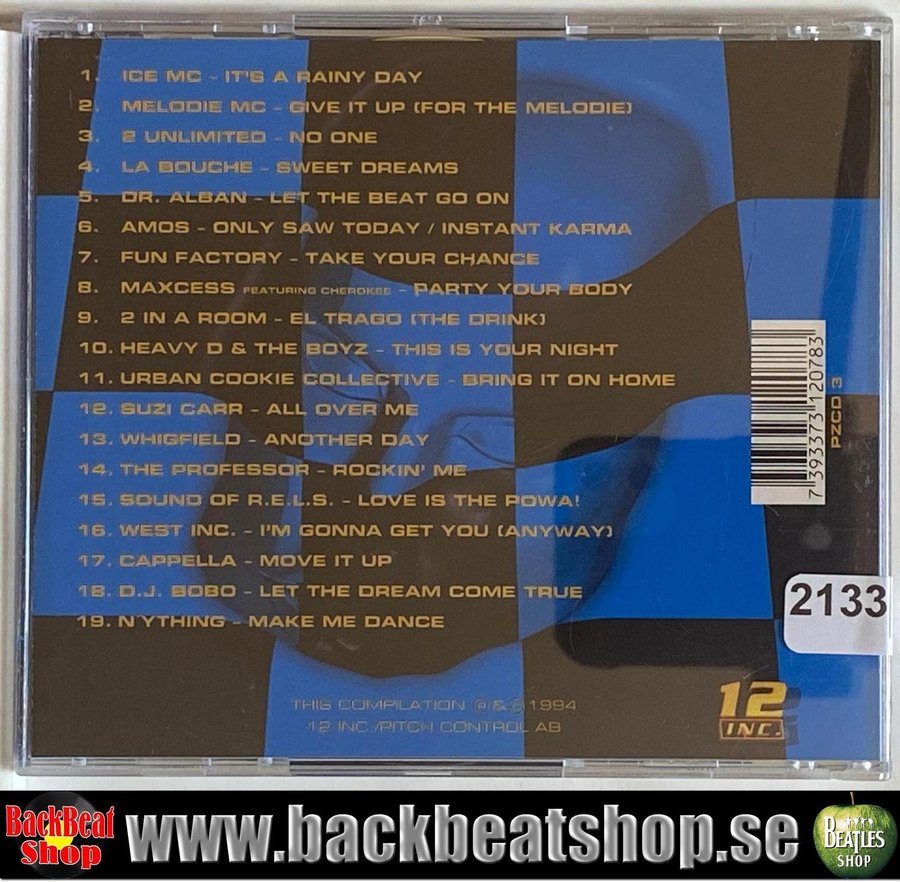 1. ICE MC - IT'S A RAINY DAY
2. MELODIE MC - GIVE IT UP (FOR THE MELODIE)
3. 2 UNLIMITED - NO ONE
4. LA BOUCHE - SWEET DREAMS
5. DR. ALBAN - LET THE BEAT GO ON
6. AMOS - ONLY SAW TODAY / INSTANT KARMA
7. FUN FACTORY - TAKE YOUR CHANCE
8. MAXCESS FEATURING CHEROKEE - PARTY YOUR BODY
9. 2 IN A ROOM - EL TRAGO (THE DRINK)
10. HEAVY D & THE BOYZ - THIS IS YOUR NIGHT
11. URBAN COOKIE COLLECTIVE - BRING IT ON HOME
12. SUZI CARR - ALL OVER ME
13. WHIGFIELD - ANOTHER DAY
14. THE PROFESSOR - ROCKIN' ME
15. SOUND OF R.E.L.S. - LOVE IS THE POWA!
16. WEST INC. - I'M GONNA GET YOU (ANYWAY)
17. CAPPELLA - MOVE IT UP
18. D.J. BOBO - LET THE DREAM COME TRUE
19. N'YTHING - MAKE ME DANCE
7 393373 120783
PZCD 3
2133
THIS COMPILATION ℗ & © 1994
12 INC./PITCH CONTROL AB
12
INC.
BackBeat
Shop
www.backbeatshop.se
BEATLES
SHOP